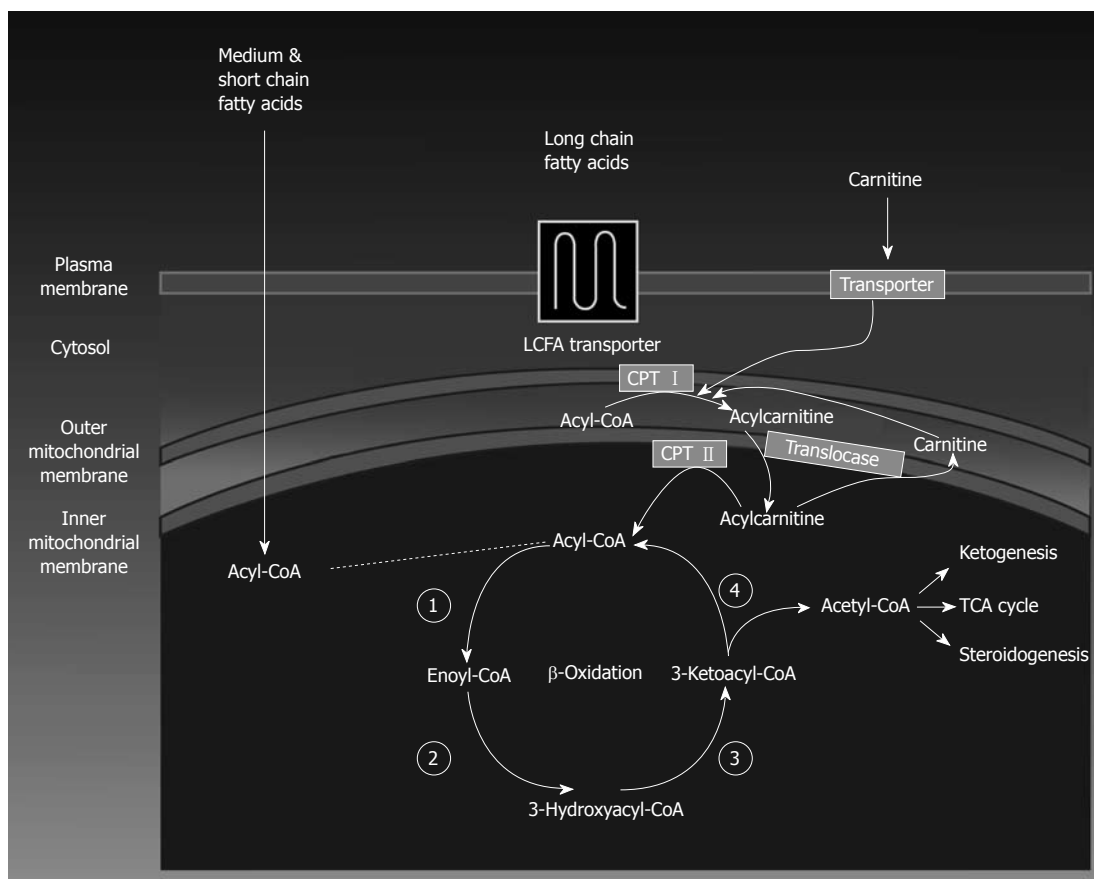 Medium &
short chain
fatty acids
Long chain
fatty acids
Carnitine
Plasma
membrane
Transporter
Cytosol
LCFA transporter
CPT Ⅰ
Acyl-CoA
Acylcarnitine
Outer
mitochondrial
membrane
CPT Ⅱ
Translocase
Carnitine
Inner
mitochondrial
membrane
Acylcarnitine
Acyl-CoA
Acyl-CoA
Ketogenesis
1
4
Acetyl-CoA
TCA cycle
Steroidogenesis
Enoyl-CoA
β-Oxidation
3-Ketoacyl-CoA
2
3
3-Hydroxyacyl-CoA